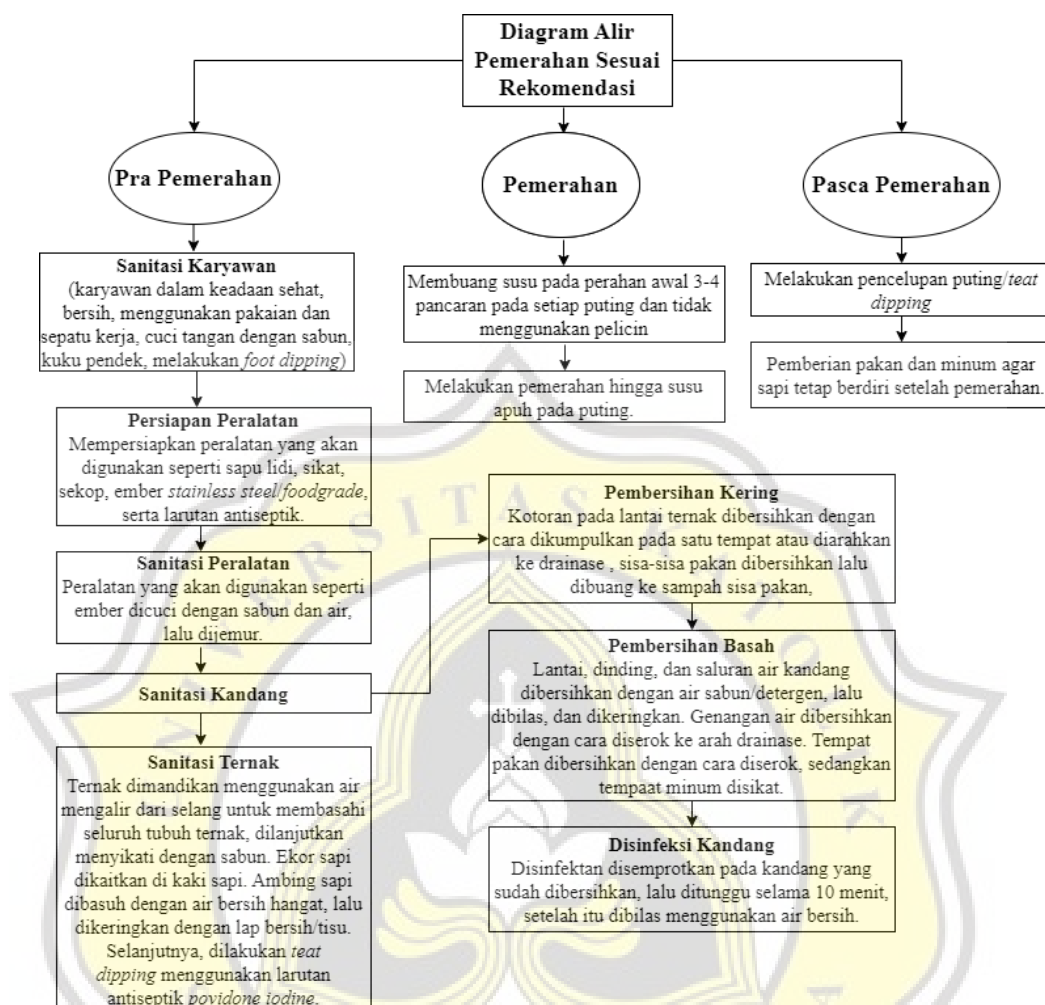 Diagram Alir
Pemerahan Sesuai
Rekomendasi
Pra Pemerahan
Sanitasi Karyawan
(karyawan dalam keadaan sehat,
bersih, menggunakan pakaian dan
sepatu kerja, cuci tangan dengan sabun,
kuku pendek, melakukan foot dipping)
Persiapan Peralatan
Mempersiapkan peralatan yang akan
digunakan seperti sapu lidi, sikat,
sekop, ember stainless steel/foodgrade,
serta larutan antiseptik.
Sanitasi Peralatan
Peralatan yang akan digunakan seperti
ember dicuci dengan sabun dan air,
lalu dijemur.
Sanitasi Kandang
Sanitasi Ternak
Ternak dimandikan menggunakan air
mengalir dari selang untuk membasahi
seluruh tubuh ternak, dilanjutkan
menyikati dengan sabun. Ekor sapi
dikaitkan di kaki sapi. Ambing sapi
dibasuh dengan air bersih hangat, lalu
dikeringkan dengan lap bersih/tisu.
Selanjutnya, dilakukan teat
dipping menggunakan larutan
antiseptik povidone iodine.
Pembersihan Kering
Kotoran pada lantai ternak dibersihkan dengan
cara dikumpulkan pada satu tempat atau diarahkan
ke drainase , sisa-sisa pakan dibersihkan lalu
dibuang ke sampah sisa pakan,
Pembersihan Basah
Lantai, dinding, dan saluran air kandang
dibersihkan dengan air sabun/detergen, lalu
dibilas, dan dikeringkan. Genangan air dibersihkan
dengan cara diserok ke arah drainase. Tempat
pakan dibersihkan dengan cara diserok, sedangkan
tempaat minum disikat.
Disinfeksi Kandang
Disinfektan disemprotkan pada kandang yang
sudah dibersihkan, lalu ditunggu selama 10 menit,
setelah itu dibilas menggunakan air bersih.
Pemerahan
Membuang susu pada perahan awal 3-4
pancaran pada setiap puting dan tidak
menggunakan pelicin
Melakukan pemerahan hingga susu
apuh pada puting.
Pasca Pemerahan
Melakukan pencelupan puting/teat
dipping
Pemberian pakan dan minum agar
sapi tetap berdiri setelah pemerahan.
UNIVERSITAS KATOLIK